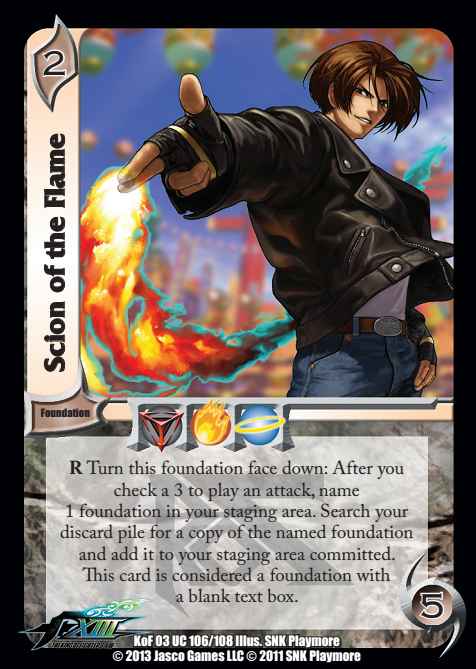 2
Scion of the Flame
Foundation
R Turn this foundation face down: After you
check a 3 to play an attack, name
1 foundation in your staging area. Search your
discard pile for a copy of the named foundation
and add it to your staging area committed.
This card is considered a foundation with
a blank text box.
5
XIII
KoF 03 UC 106/108 Illus. SNK Playmore
© 2013 Jasco Games LLC © 2011 SNK Playmore